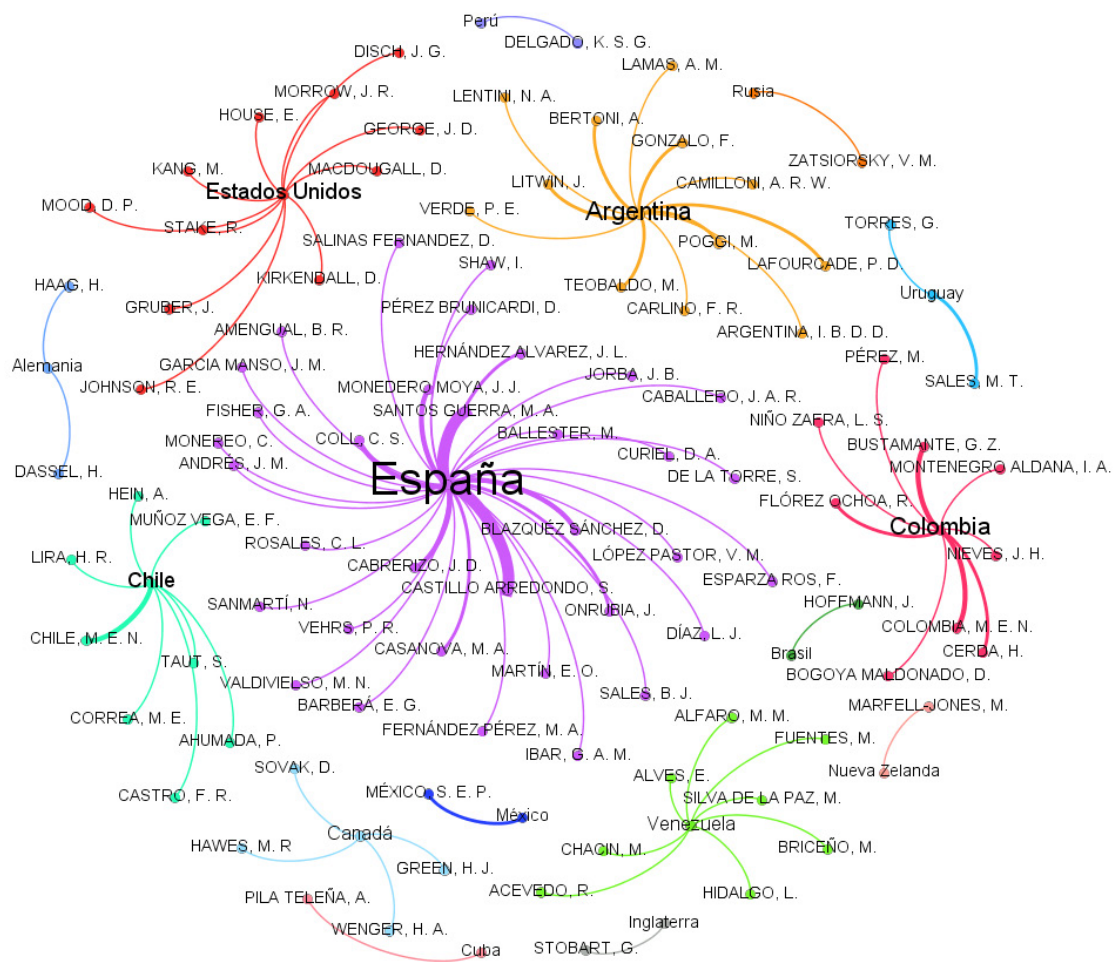 Perú
DELGADO, K. S. G.
DISCH, J. G.
LAMAS, A. M.
MORROW, J. R.
LENTINI, N. A.
Rusia
HOUSE, E.
BERTONI, A.
GEORGE, J. D.
GONZALO, F.
ZATSIORSKY, V. M.
KANG, M.
MACDOUGALL, D.
Estados Unidos
LITWIN, J.
CAMILLONI, A. R. W.
MOOD, D. P.
VERDE, P. E.
Argentina
TORRES, G.
STAKE, R.
SALINAS FERNANDEZ, D.
POGGI, M.
SHAW, I.
LAFOURCADE, P. D.
KIRKENDALL, D.
HAAG, H.
TEOBALDO, M.
Uruguay
GRUBER, J.
PÉREZ BRUNICARDI, D.
CARLINO, F. R.
AMENGUAL, B. R.
ARGENTINA, I. B. D. D.
HERNÁNDEZ ALVAREZ, J. L.
PÉREZ, M.
Alemania
GARCIA MANSO, J. M.
JORBA, J. B.
SALES, M. T.
JOHNSON, R. E.
MONEDERO MOYA, J. J.
CABALLERO, J. A. R.
FISHER, G. A.
SANTOS GUERRA, M. A.
NIÑO ZAFRA, L. S.
MONEREO, C.
COLL, C. S.
BALLESTER, M.
BUSTAMANTE, G. Z.
CURIEL, D. A.
ANDRÉS, J. M.
MONTENEGRO ALDANA, I. A.
DASSEL, H.
España
DE LA TORRE, S.
HEIN, A.
FLÓREZ OCHOA, R.
MUÑOZ VEGA, E. F.
BLAZQUÉZ SÁNCHEZ, D.
Colombia
ROSALES, C. L.
LÓPEZ PASTOR, V. M.
NIEVES, J. H.
LIRA, H. R.
CABRERIZO, J. D.
Chile
CASTILLO ARREDONDO, S.
ESPARZA ROS, F.
SANMARTÍ, N.
ONRUBIA, J.
HOFFMANN, J.
VEHRS, P. R.
COLOMBIA, M. E. N.
CHILE, M. E. N.
DÍAZ, L. J.
CASANOVA, M. A.
Brasil
CERDA, H.
TAUT, S.
MARTÍN, E. O.
BOGOYA MALDONADO, D.
VALDIVIELSO, M. N.
SALES, B. J.
BARBERÁ, E. G.
MARFELL-JONES, M.
CORREA, M. E.
ALFARO, M. M.
FERNÁNDEZ PÉREZ, M. A.
AHUMADA, P.
FUENTES, M.
IBAR, G. A. M.
SOVAK, D.
Nueva Zelanda
ALVES, E.
MÉXICO, S. E. P.
CASTRO, F. R.
SILVA DE LA PAZ, M.
México
Venezuela
Canadá
HAWES, M. R
CHACIN, M.
BRICEÑO, M.
GREEN, H. J.
ACEVEDO, R.
HIDALGO, L.
PILA TELEÑA, A.
Inglaterra
WENGER, H. A.
Cuba
STOBART, G.